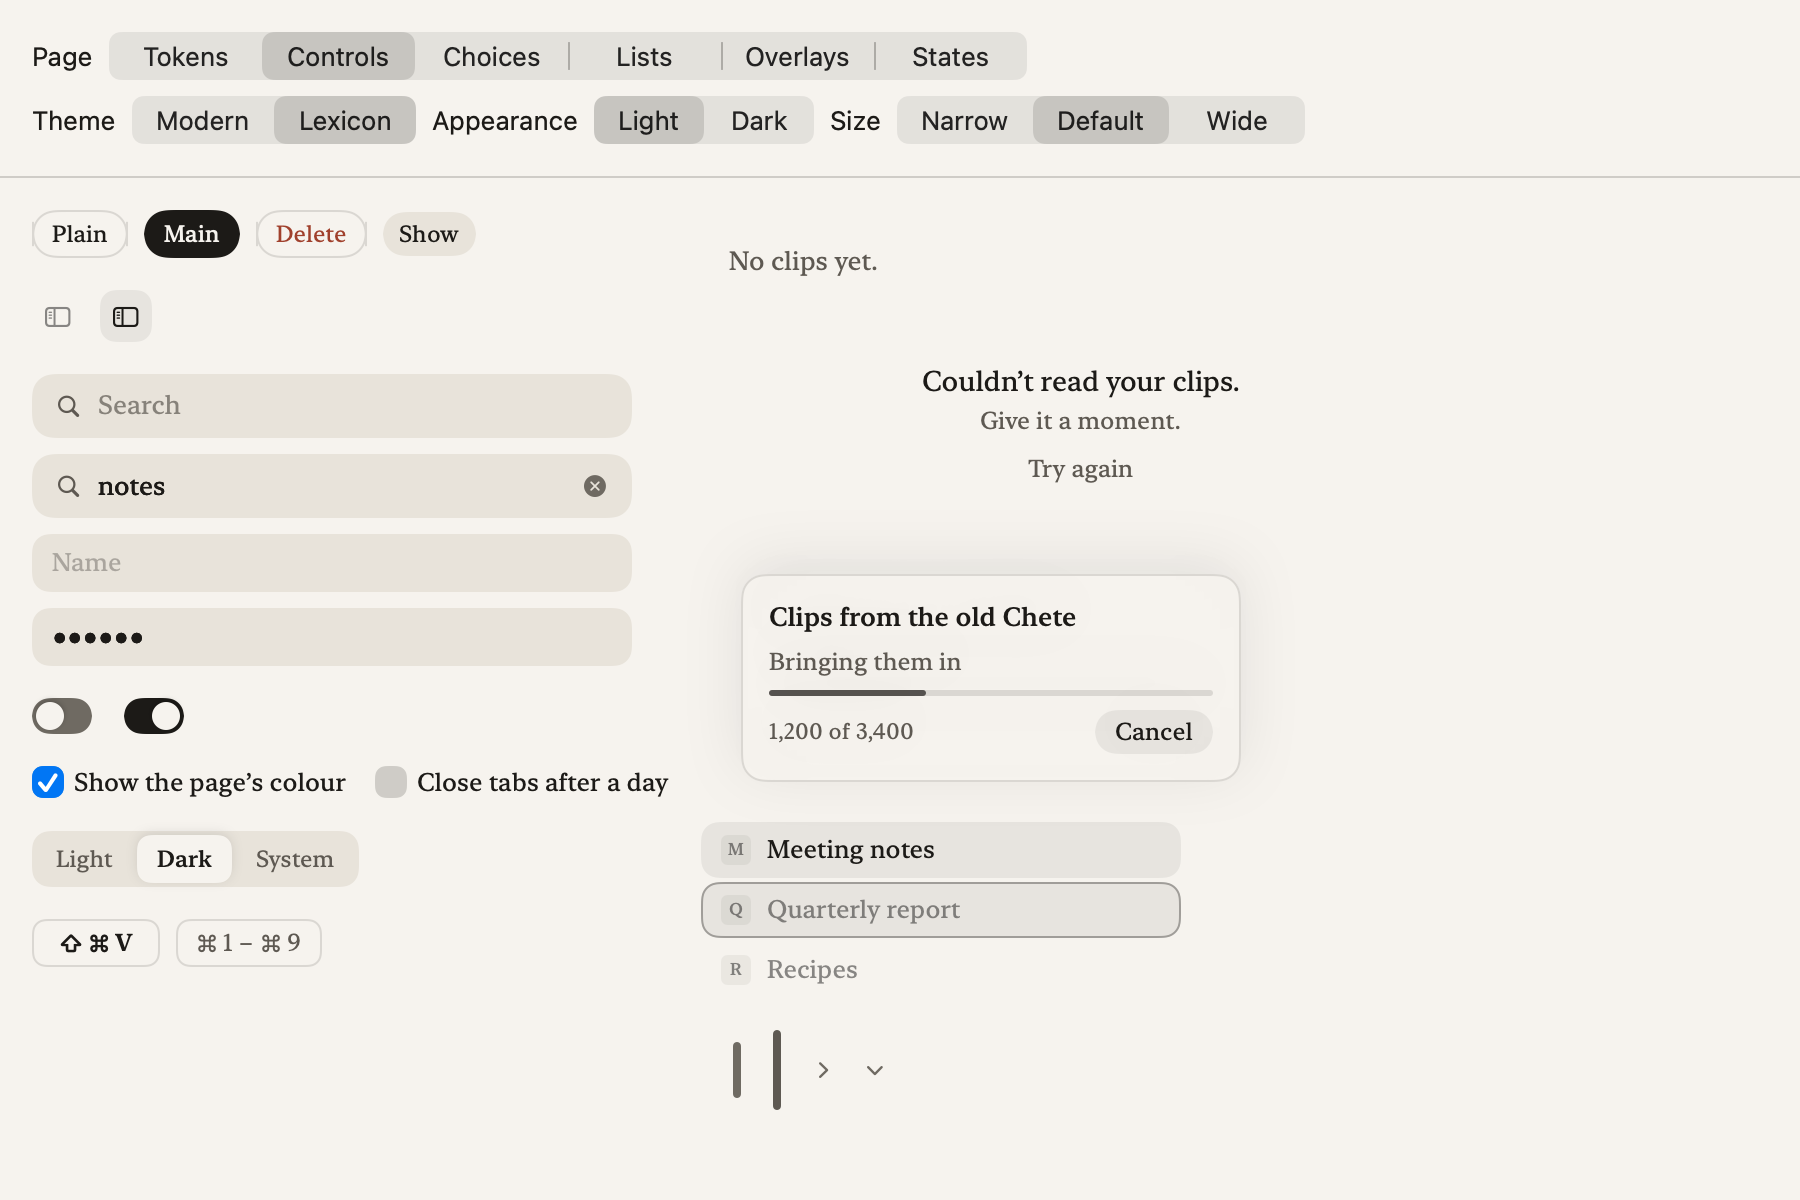 Page Tokens Controls Choices Lists Overlays States
Theme Modern Lexicon Appearance Light Dark Size Narrow Default Wide
Plain Main Delete Show
Search
notes
Name
Show the page’s colour Close tabs after a day
Light Dark System
⇧⌘V ⌘1 – ⌘9
No clips yet.
Couldn’t read your clips.
Give it a moment.
Try again
Clips from the old Chete
Bringing them in
1,200 of 3,400 Cancel
M Meeting notes
Q Quarterly report
R Recipes